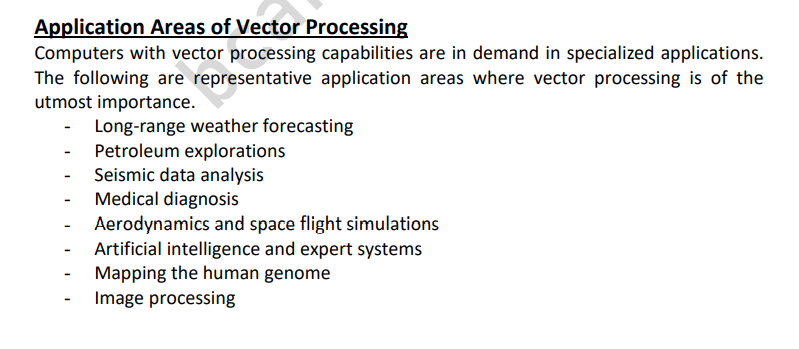 Application Areas of Vector Processing
Computers with vector processing capabilities are in demand in specialized applications.
The following are representative application areas where vector processing is of the
utmost importance.
- Long-range weather forecasting
- Petroleum explorations
- Seismic data analysis
- Medical diagnosis
- Aerodynamics and space flight simulations
- Artificial intelligence and expert systems
- Mapping the human genome
- Image processing